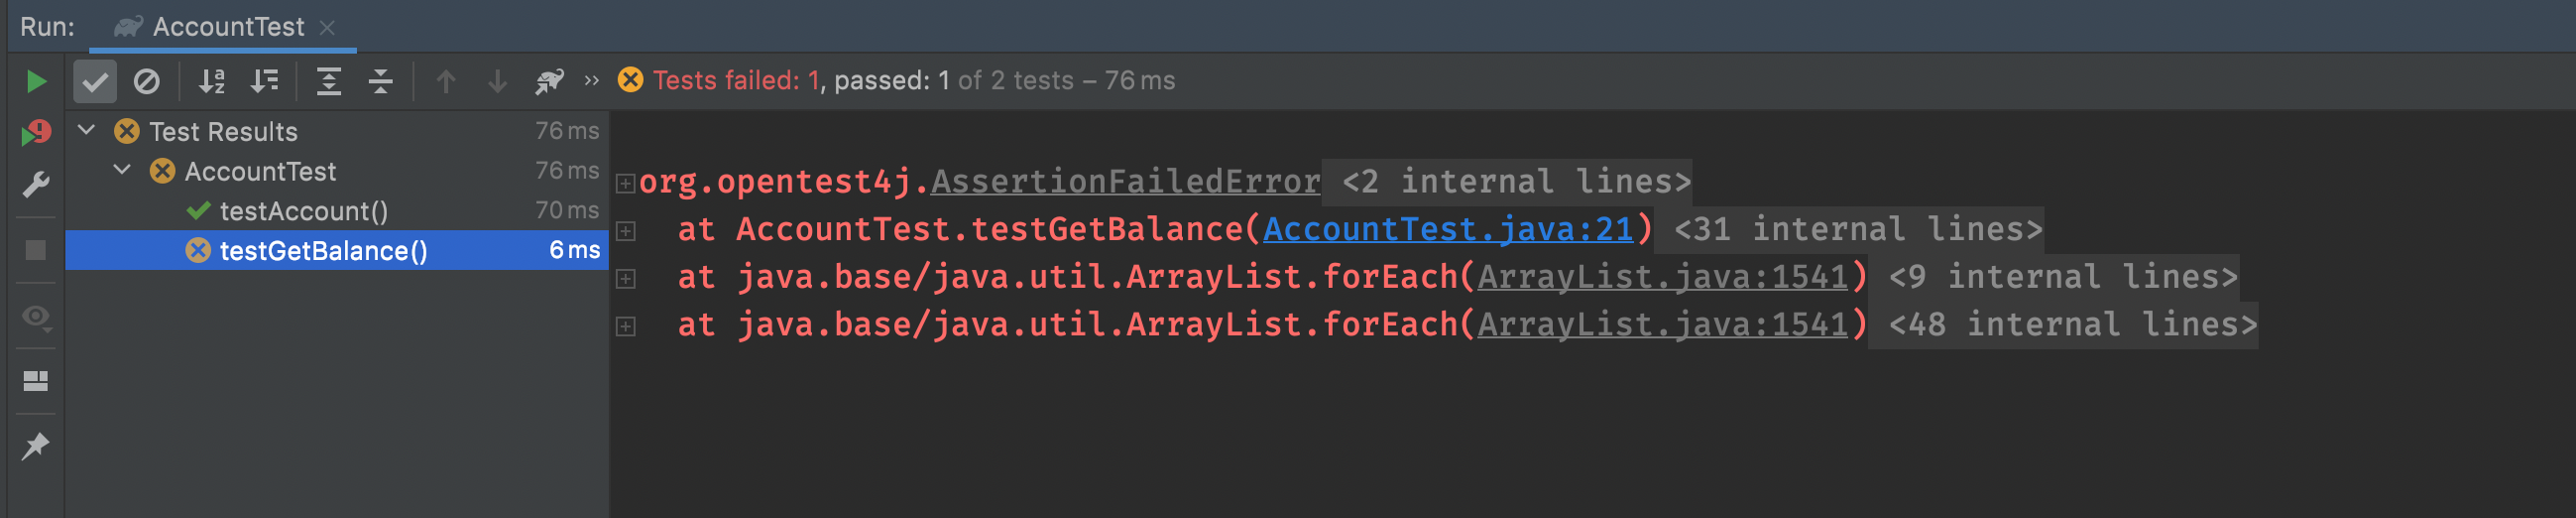 Run: AccountTest
Tests failed: 1, passed: 1 of 2 tests – 76 ms
Test Results 76 ms
AccountTest 76 ms
testAccount() 70 ms
testGetBalance() 6 ms
org.opentest4j.AssertionFailedError <2 internal lines>
at AccountTest.testGetBalance(AccountTest.java:21) <31 internal lines>
at java.base/java.util.ArrayList.forEach(ArrayList.java:1541) <9 internal lines>
at java.base/java.util.ArrayList.forEach(ArrayList.java:1541) <48 internal lines>